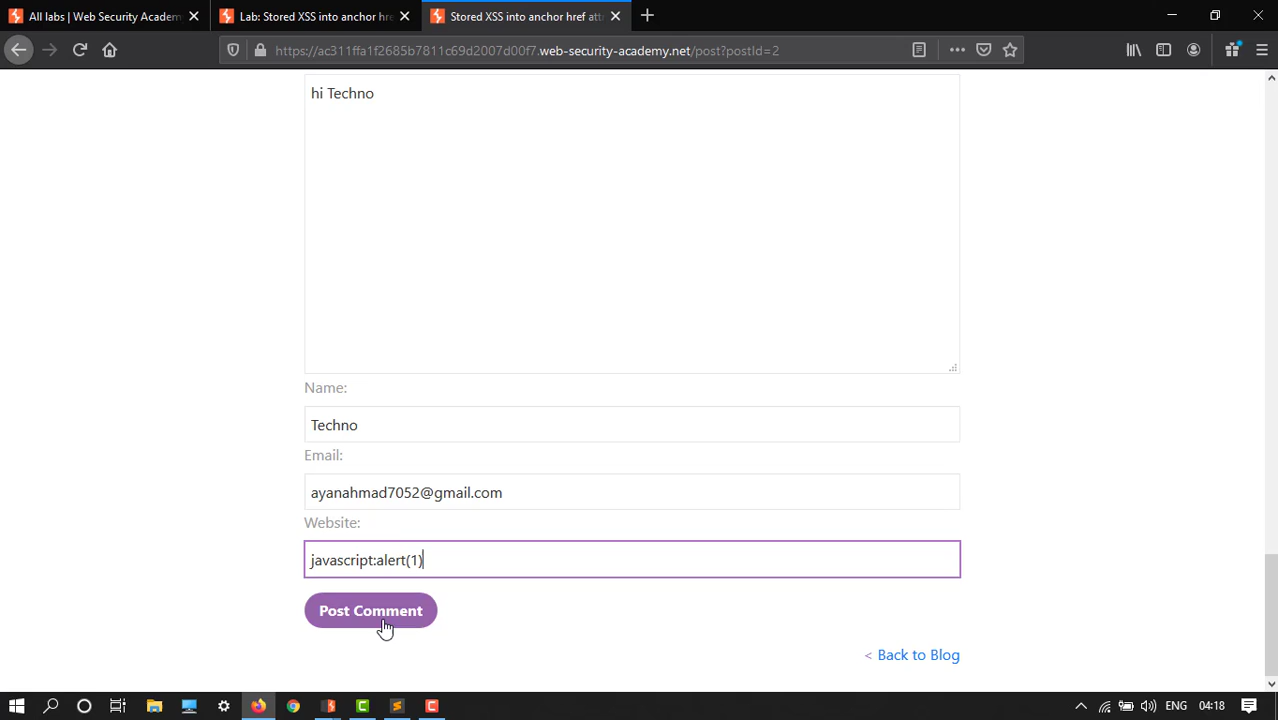 All labs | Web Security Academ
Lab: Stored XSS into anchor hre
Stored XSS into anchor href att
https://ac311ffa1f2685b7811c69d2007d00f7.web-security-academy.net/post?postId=2
hi Techno
Name:
Techno
Email:
ayanahmad7052@gmail.com
Website:
javascript:alert(1)
Post Comment
< Back to Blog
ENG 04:18